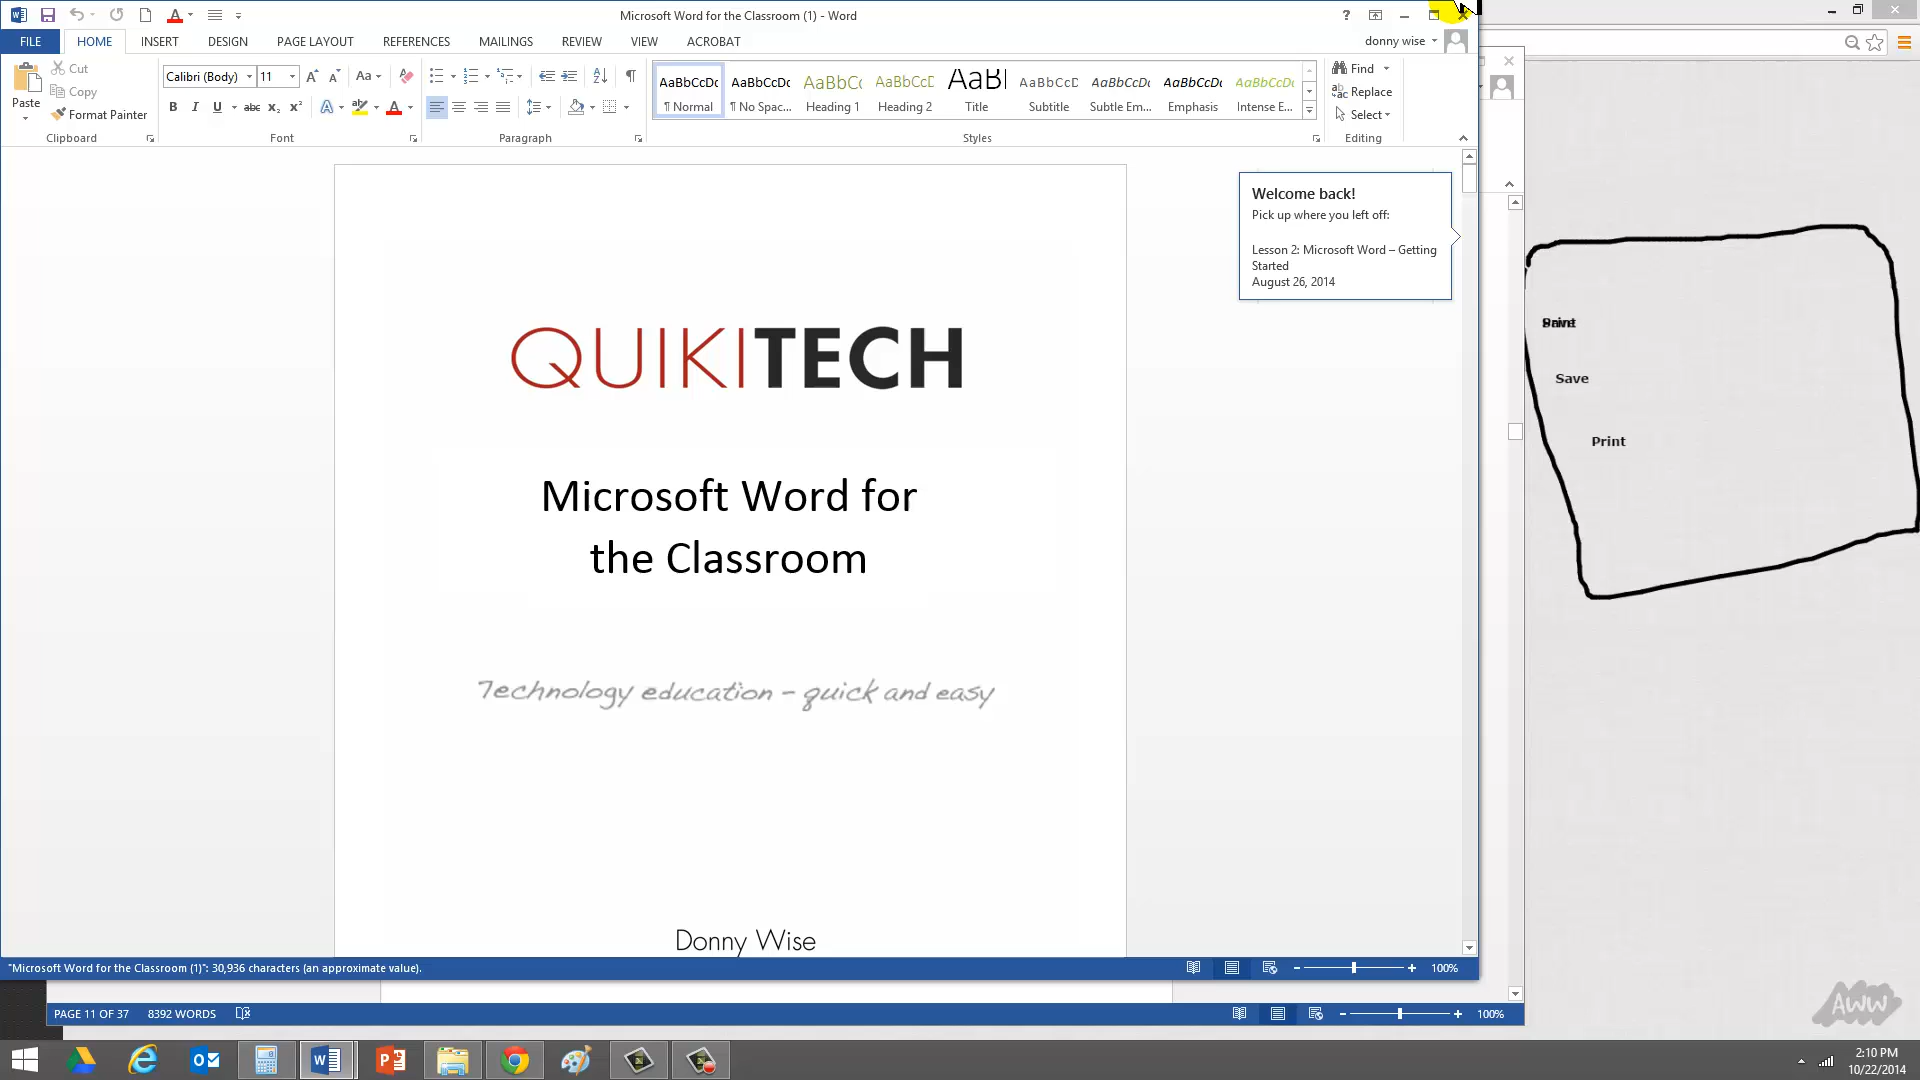 Microsoft Word for the Classroom (1) - Word
FILE HOME INSERT DESIGN PAGE LAYOUT REFERENCES MAILINGS REVIEW VIEW ACROBAT
donny wise
Paste
Cut
Copy
Format Painter
Clipboard
Calibri (Body) 11
Font
Paragraph
AaBbCcDc AaBbCcDc AaBbCc AaBbCcD AaBl AaBbCcD AaBbCcDc AaBbCcDc AaBbCcDc
¶ Normal ¶ No Spac... Heading 1 Heading 2 Title Subtitle Subtle Em... Emphasis Intense E...
Styles
Find
Replace
Select
Editing
Welcome back!
Pick up where you left off:
Lesson 2: Microsoft Word – Getting
Started
August 26, 2014
QUIKITECH
Microsoft Word for
the Classroom
Technology education - quick and easy
Donny Wise
Save
Print
"Microsoft Word for the Classroom (1)": 30,936 characters (an approximate value).
100%
PAGE 11 OF 37 8392 WORDS
100%
AWW
2:10 PM
10/22/2014